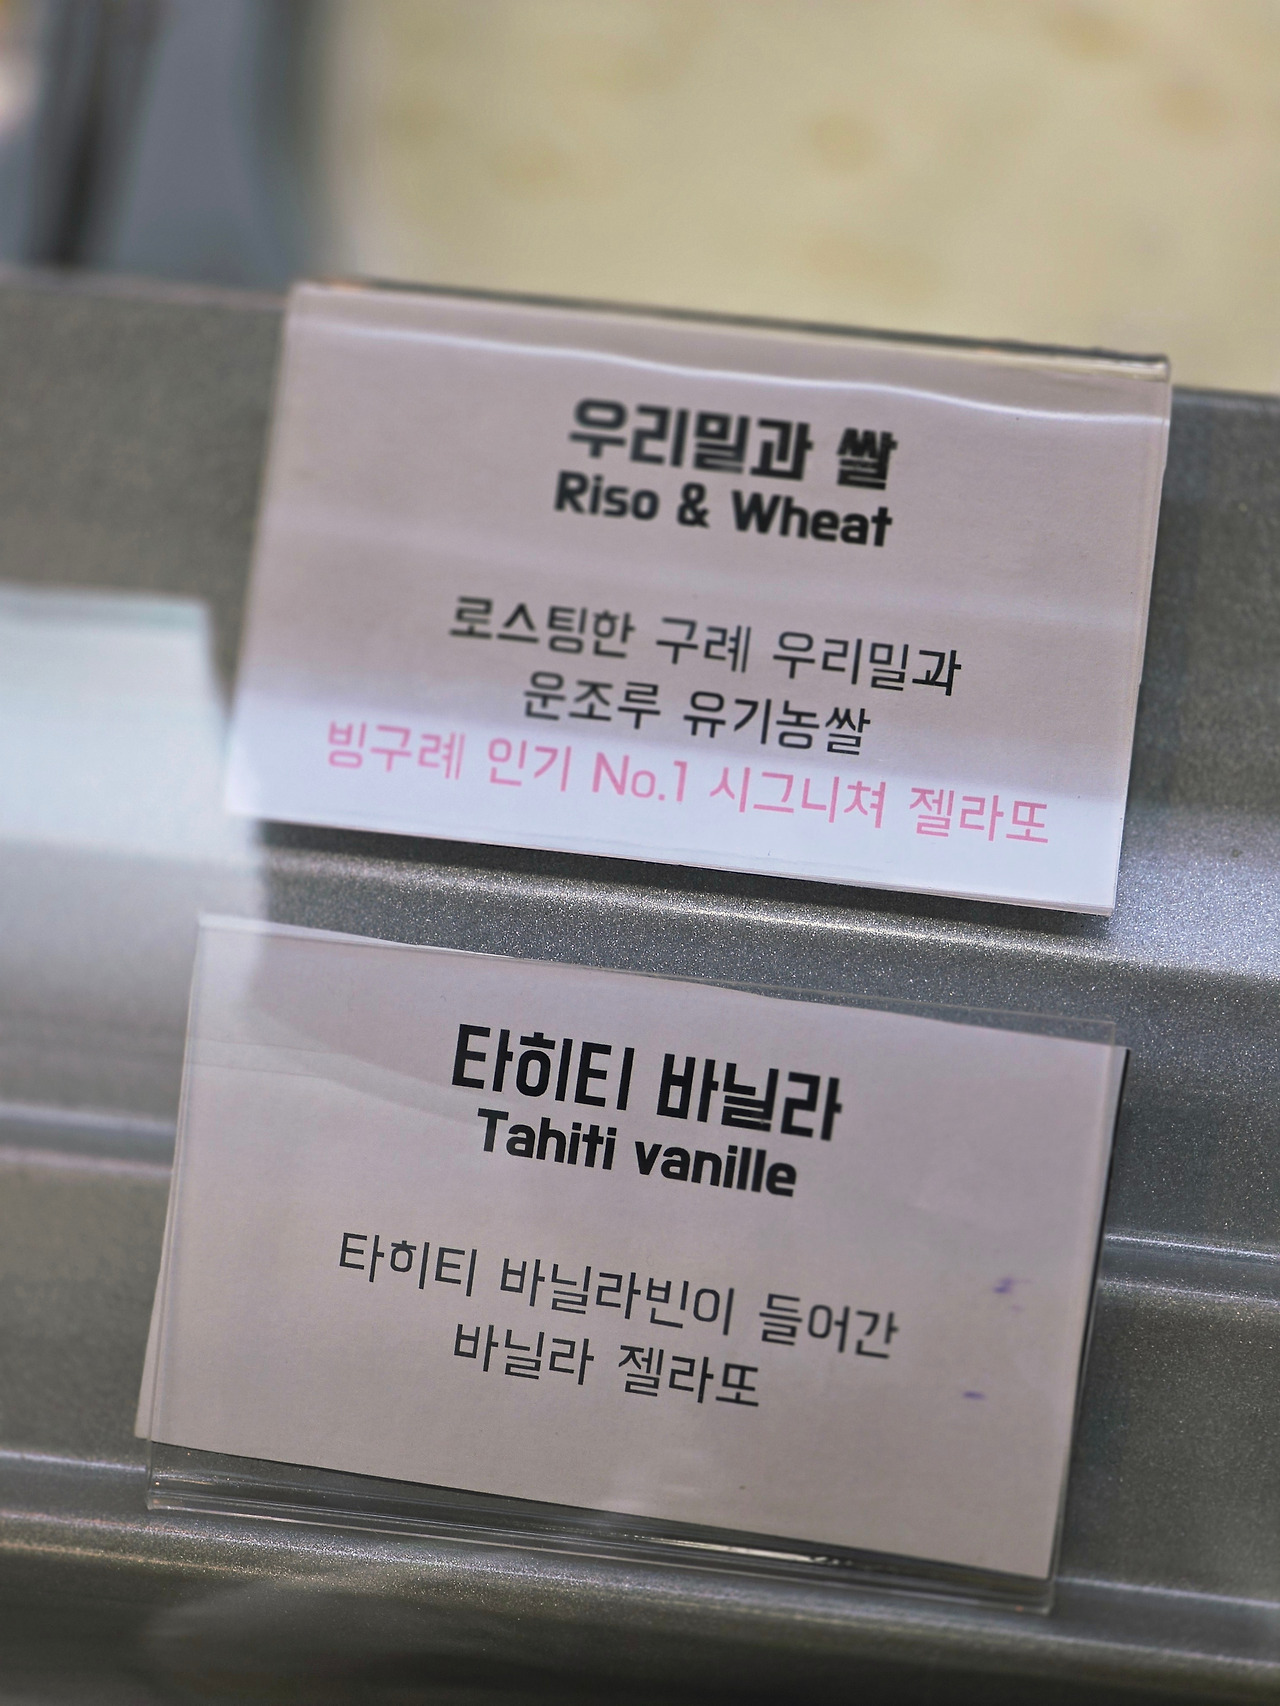 우리밀과 쌀
Riso & Wheat
로스팅한 구례 우리밀과
운조루 유기농쌀
빙구례 인기 No.1 시그니쳐 젤라또
타히티 바닐라
Tahiti vanille
타히티 바닐라빈이 들어간
바닐라 젤라또